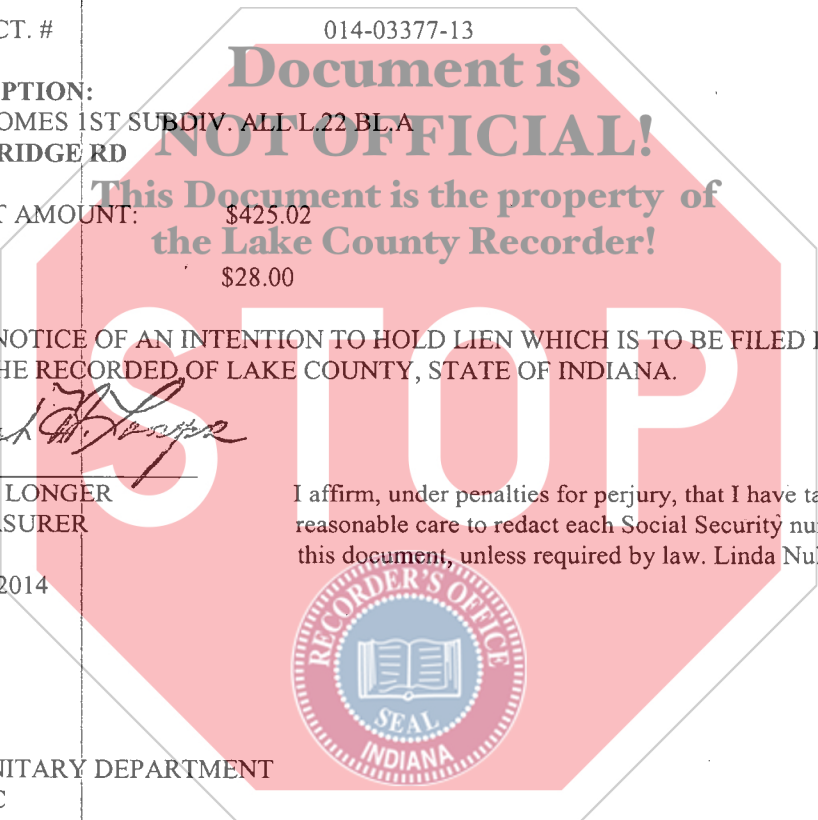 CT. # 014-03377-13
Document is
PTION:
OMES 1ST SUBDIV. ALL L.22 BL.A
NOT OFFICIAL!
RIDGE RD
This Document is the property of
T AMOUNT: $425.02
the Lake County Recorder!
$28.00
STOP
NOTICE OF AN INTENTION TO HOLD LIEN WHICH IS TO BE FILED
HE RECORDED OF LAKE COUNTY, STATE OF INDIANA.
LONGER
SURER
I affirm, under penalties for perjury, that I have ta
reasonable care to redact each Social Security nu
this document, unless required by law. Linda Nu
2014
RECORDER'S OFFICE
SEAL
INDIANA
NITARY DEPARTMENT
C